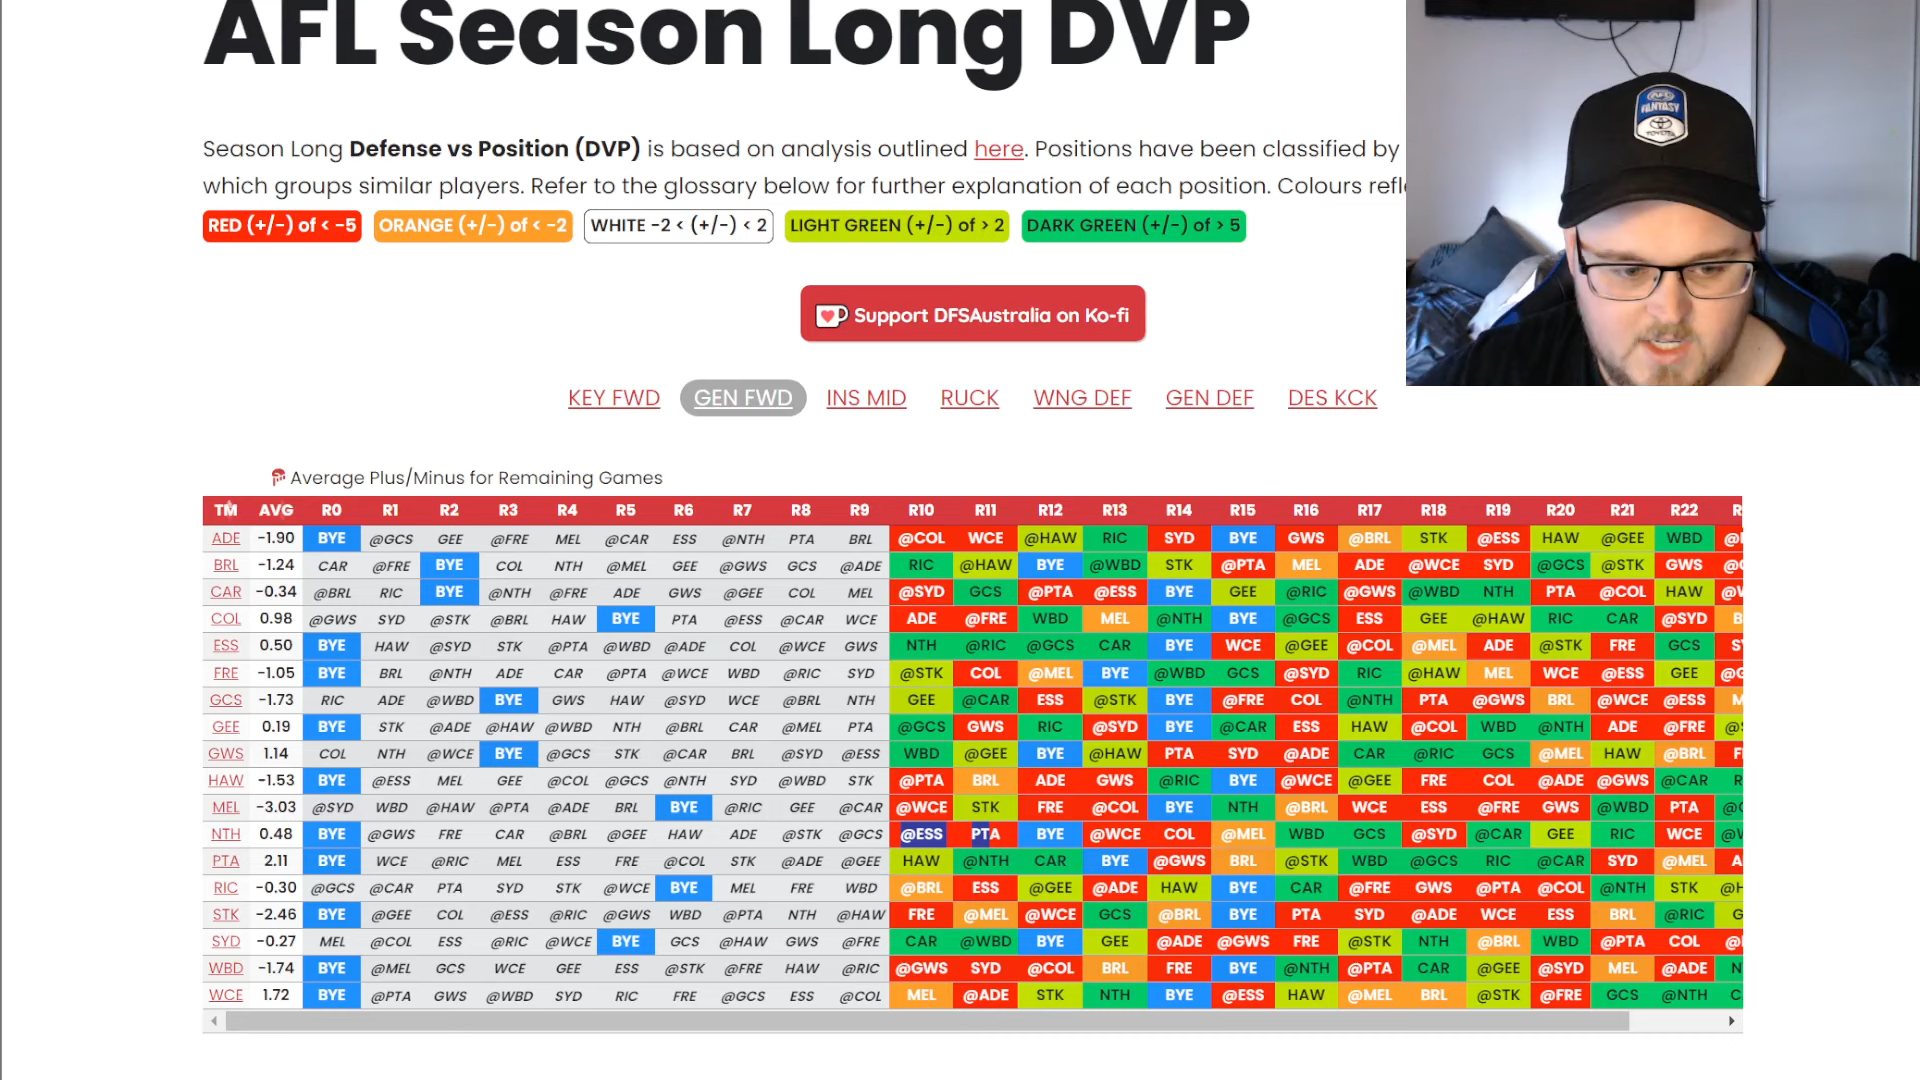 AFL Season Long DVP
Season Long Defense vs Position (DVP) is based on analysis outlined here. Positions have been classified by
which groups similar players. Refer to the glossary below for further explanation of each position. Colours refle
RED (+/-) of < -5 ORANGE (+/-) of < -2 WHITE -2 < (+/-) < 2 LIGHT GREEN (+/-) of > 2 DARK GREEN (+/-) of > 5
AFL
FANTASY
TOYOTA
Support DFSAustralia on Ko-fi
KEY FWD GEN FWD INS MID RUCK WNG DEF GEN DEF DES KCK
Average Plus/Minus for Remaining Games
TM AVG R0 R1 R2 R3 R4 R5 R6 R7 R8 R9 R10 R11 R12 R13 R14 R15 R16 R17 R18 R19 R20 R21 R22 R
ADE -1.90 BYE @GCS GEE @FRE MEL @CAR ESS @NTH PTA BRL @COL WCE @HAW RIC SYD BYE GWS @BRL STK @ESS HAW @GEE WBD
BRL -1.24 CAR @FRE BYE COL NTH @MEL GEE @GWS GCS @ADE RIC @HAW BYE @WBD STK @PTA MEL ADE @WCE SYD @GCS @STK GWS
CAR -0.34 @BRL RIC BYE @NTH @FRE ADE GWS @GEE COL MEL @SYD GCS @PTA @ESS BYE GEE @RIC @GWS @WBD NTH PTA @COL HAW
COL 0.98 @GWS SYD @STK @BRL HAW BYE PTA @ESS @CAR WCE ADE @FRE WBD MEL @NTH BYE @GCS ESS GEE @HAW RIC CAR @SYD
ESS 0.50 BYE HAW @SYD STK @PTA @WBD @ADE COL @WCE GWS NTH @RIC @GCS CAR BYE WCE @GEE @COL @MEL ADE @STK FRE GCS
FRE -1.05 BYE BRL @NTH ADE CAR @PTA @WCE WBD @RIC SYD @STK COL @MEL BYE @WBD GCS @SYD RIC @HAW MEL WCE @ESS GEE
GCS -1.73 RIC ADE @WBD BYE GWS HAW @SYD WCE @BRL NTH GEE @CAR ESS @STK BYE @FRE COL @NTH PTA @GWS BRL @WCE @ESS
GEE 0.19 BYE STK @ADE @HAW @WBD NTH @BRL CAR @MEL PTA @GCS GWS RIC @SYD BYE @CAR ESS HAW @COL WBD @NTH ADE @FRE
GWS 1.14 COL NTH @WCE BYE @GCS STK @CAR BRL @SYD @ESS WBD @GEE BYE @HAW PTA SYD @ADE CAR @RIC GCS @MEL HAW @BRL
HAW -1.53 BYE @ESS MEL GEE @COL @GCS @NTH SYD @WBD STK @PTA BRL ADE GWS @RIC BYE @WCE @GEE FRE COL @ADE @GWS @CAR
MEL -3.03 @SYD WBD @HAW @PTA @ADE BRL BYE @RIC GEE @CAR @WCE STK FRE @COL BYE NTH @BRL WCE ESS @FRE GWS @WBD PTA
NTH 0.48 BYE @GWS FRE CAR @BRL @GEE HAW ADE @STK @GCS @ESS PTA BYE @WCE COL @MEL WBD GCS @SYD @CAR GEE RIC WCE
PTA 2.11 BYE WCE @RIC MEL ESS FRE @COL STK @ADE @GEE HAW @NTH CAR BYE @GWS BRL @STK WBD @GCS RIC @CAR SYD @MEL
RIC -0.30 @GCS @CAR PTA SYD STK @WCE BYE MEL FRE WBD @BRL ESS @GEE @ADE HAW BYE CAR @FRE GWS @PTA @COL @NTH STK
STK -2.46 BYE @GEE COL @ESS @RIC @GWS WBD @PTA NTH @HAW FRE @MEL @WCE GCS @BRL BYE PTA SYD @ADE WCE ESS BRL @RIC
SYD -0.27 MEL @COL ESS @RIC @WCE BYE GCS @HAW GWS @FRE CAR @WBD BYE GEE @ADE @GWS FRE @STK NTH @BRL WBD @PTA COL
WBD -1.74 BYE @MEL GCS WCE GEE ESS @STK @FRE HAW @RIC @GWS SYD @COL BRL FRE BYE @NTH @PTA CAR @GEE @SYD MEL @ADE
WCE 1.72 BYE @PTA GWS @WBD SYD RIC FRE @GCS ESS @COL MEL @ADE STK NTH BYE @ESS HAW @MEL BRL @STK @FRE GCS @NTH